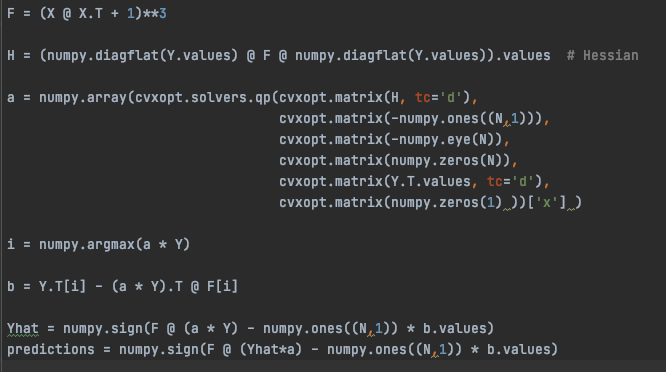 F = (X @ X.T + 1)**3
H = (numpy.diagflat(Y.values) @ F @ numpy.diagflat(Y.values)).values  # Hessian
a = numpy.array(cvxopt.solvers.qp(cvxopt.matrix(H, tc='d'),
cvxopt.matrix(-numpy.ones((N,1))),
cvxopt.matrix(-numpy.eye(N)),
cvxopt.matrix(numpy.zeros(N)),
cvxopt.matrix(Y.T.values, tc='d'),
cvxopt.matrix(numpy.zeros(1) ))['x'] )
i = numpy.argmax(a * Y)
b = Y.T[i] - (a * Y).T @ F[i]
Yhat = numpy.sign(F @ (a * Y) - numpy.ones((N,1)) * b.values)
predictions = numpy.sign(F @ (Yhat*a) - numpy.ones((N,1)) * b.values)